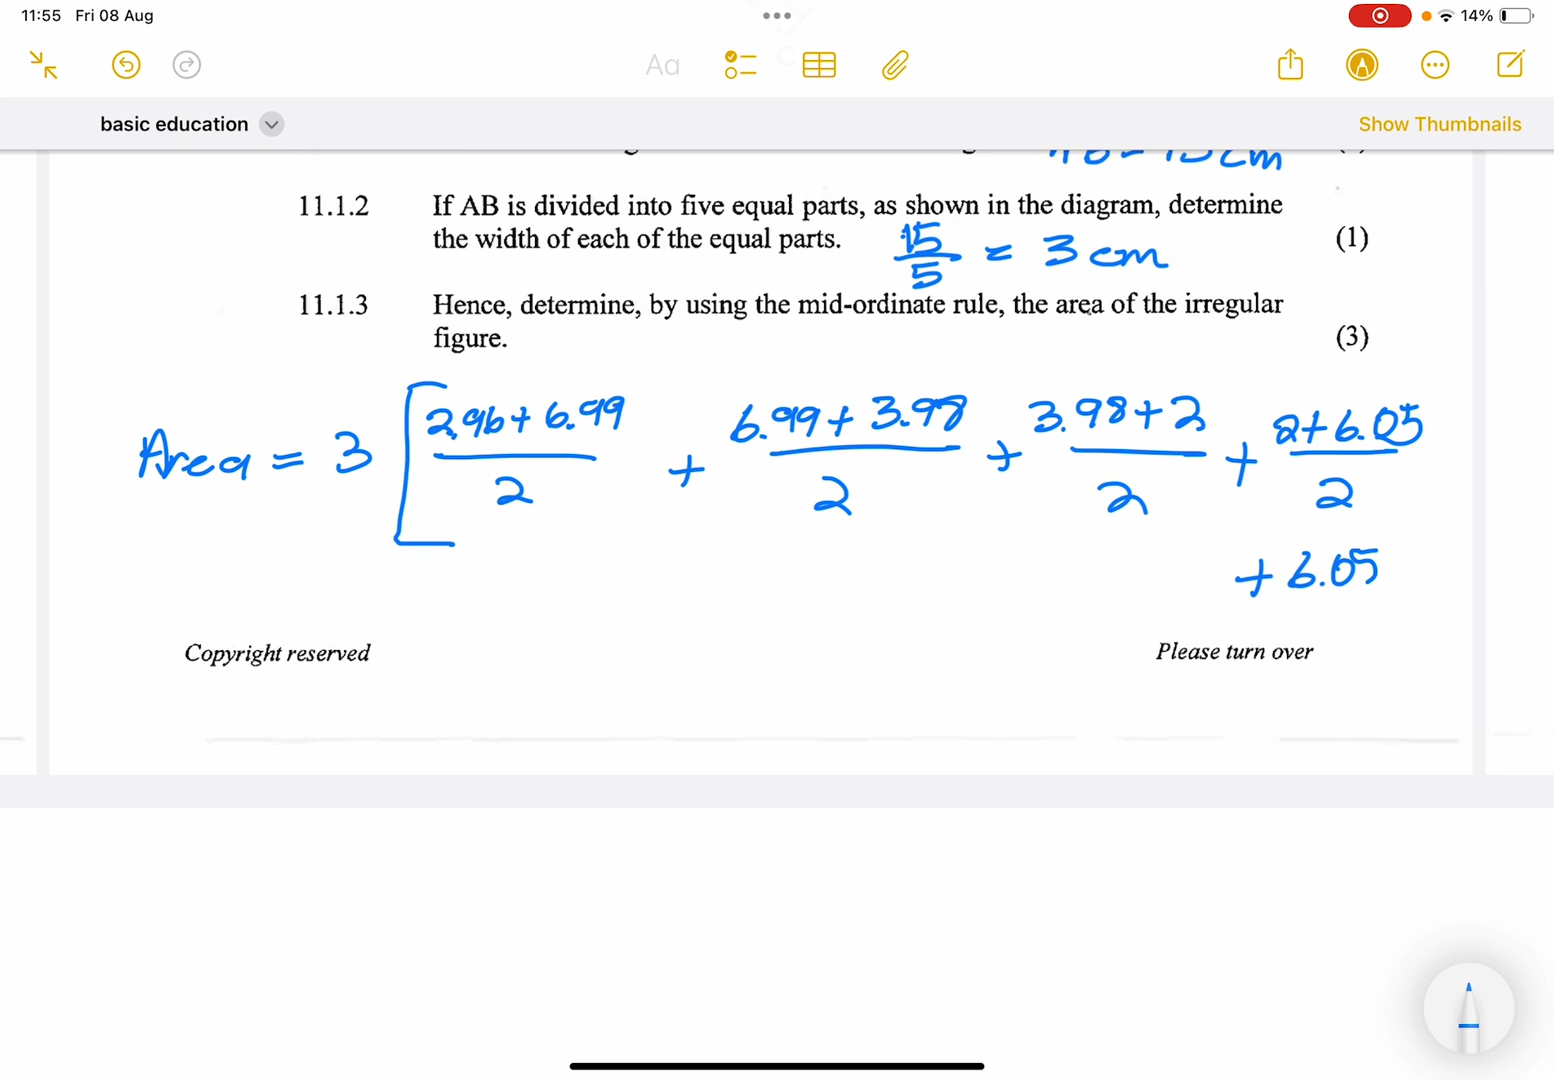 11:55 Fri 08 Aug
14%
Aa
basic education
Show Thumbnails
= 15 cm
11.1.2 If AB is divided into five equal parts, as shown in the diagram, determine
the width of each of the equal parts. 15/5 = 3 cm (1)
11.1.3 Hence, determine, by using the mid-ordinate rule, the area of the irregular
figure. (3)
Area = 3 [ (2.96+6.99)/2 + (6.99+3.98)/2 + (3.98+2)/2 + (2+6.05)/2
+ 6.05
Copyright reserved Please turn over